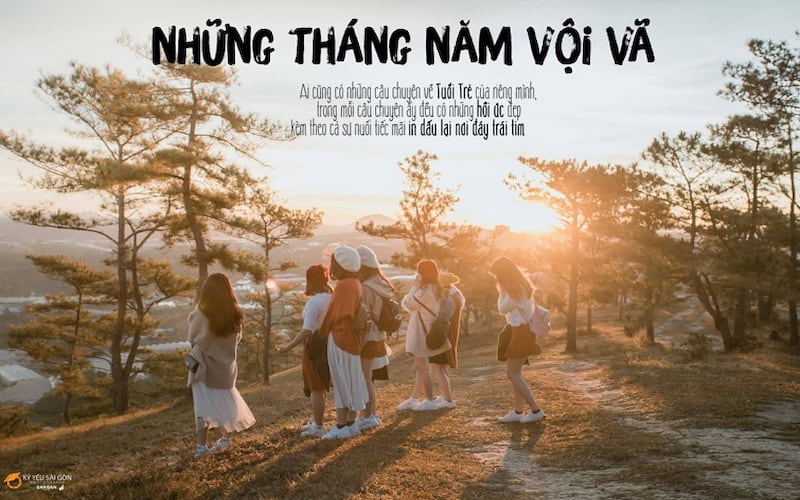 NHỮNG THÁNG NĂM VỘI VÃ
Ai cũng có những câu chuyện về Tuổi Trẻ của riêng mình,
trong mỗi câu chuyện ấy đều có những hồi ức đẹp
kèm theo cả sự nuối tiếc mãi in dấu lại nơi đáy trái tim
KỶ YẾU SÀI GÒN
SANSAN